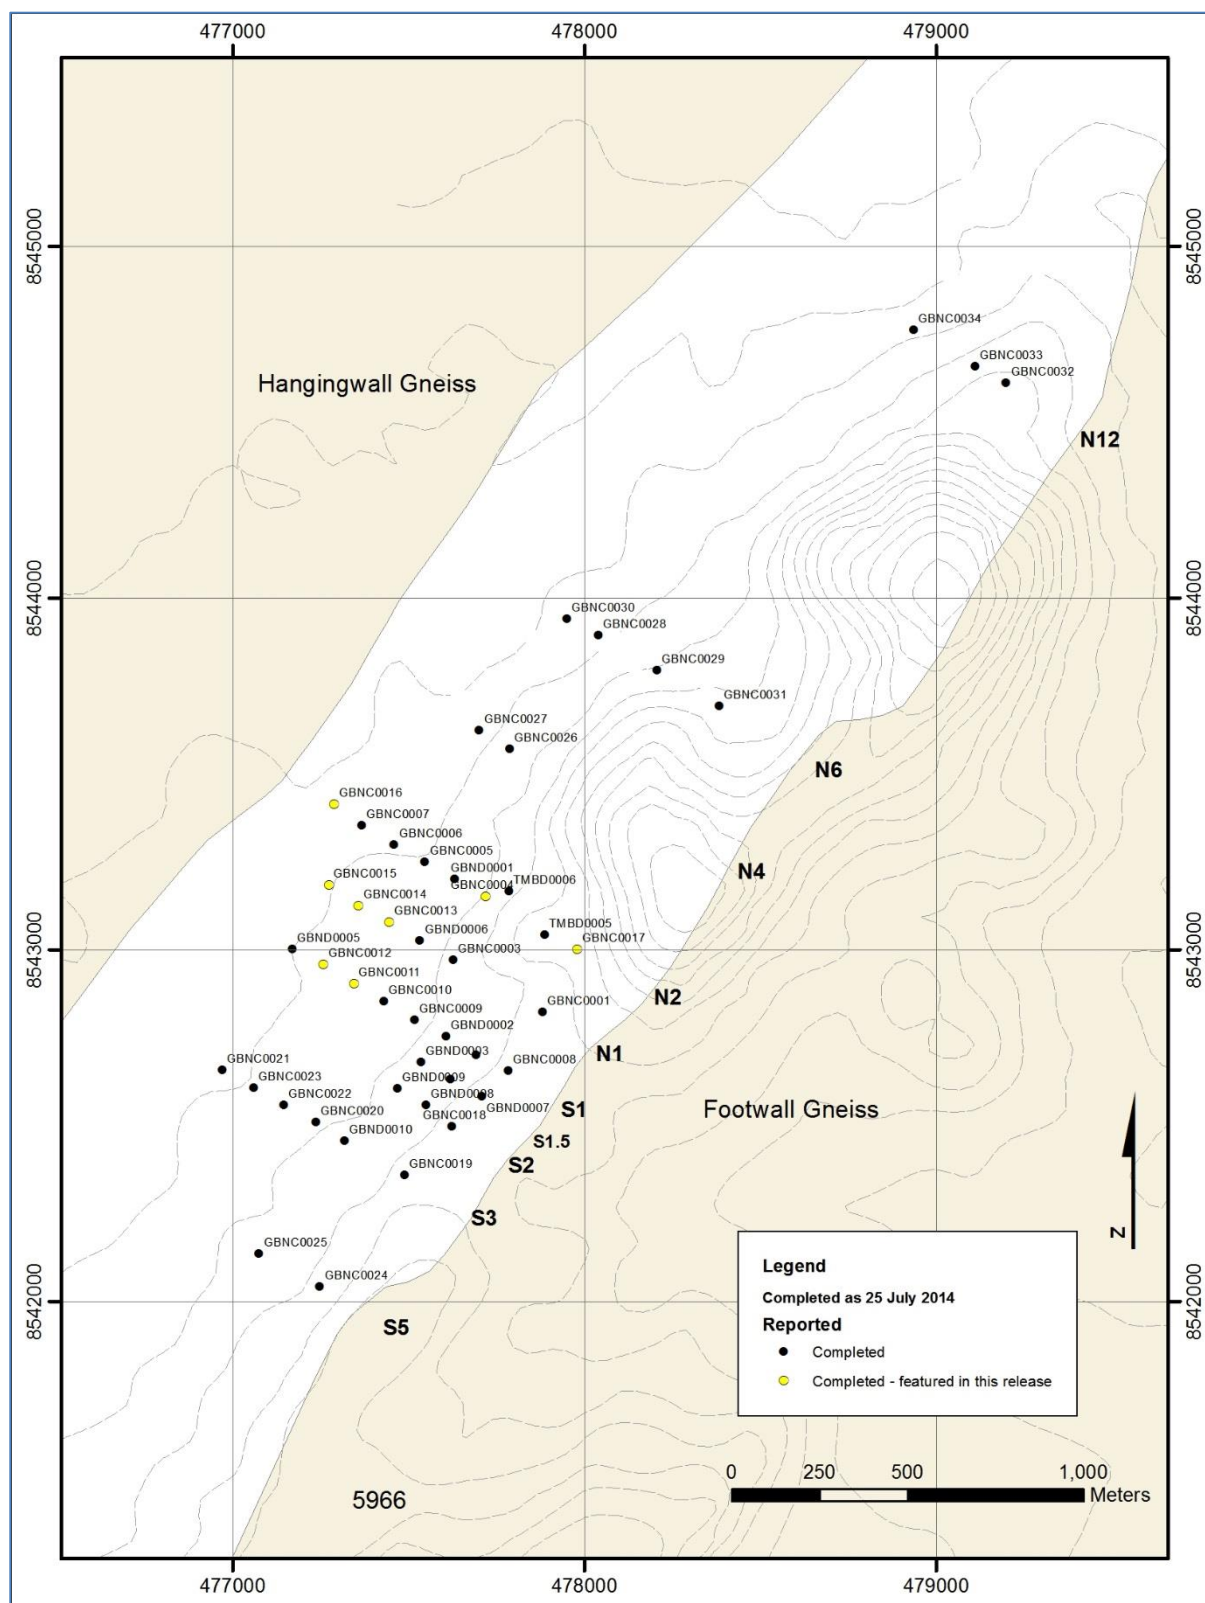 477000
478000
479000
8545000
8545000
GBNC0034
GBNC0033
GBNC0032
Hangingwall Gneiss
N12
8544000
8544000
GBNC0030
GBNC0028
GBNC0029
GBNC0031
GBNC0027
GBNC0026
N6
GBNC0016
GBNC0007
GBNC0006
GBNC0005
GBND0001
GBNC0015
GBNC0004
TMBD0006
N4
GBNC0014
GBNC0013
GBND0006
TMBD0005
GBND0005
GBNC0017
8543000
8543000
GBNC0012
GBNC0003
GBNC0011
GBNC0010
GBNC0001
N2
GBNC0009
GBND0002
N1
GBNC0021
GBND0003
GBNC0008
GBNC0023
GBND0009
GBNC0022
GBND0008
GBND0007
S1
Footwall Gneiss
GBNC0020
GBNC0018
GBND0010
S1.5
GBNC0019
S2
S3
N
GBNC0025
GBNC0024
Legend
Completed as 25 July 2014
Reported
Completed
Completed - featured in this release
8542000
8542000
S5
0 250 500 1,000
Meters
5966
477000
478000
479000